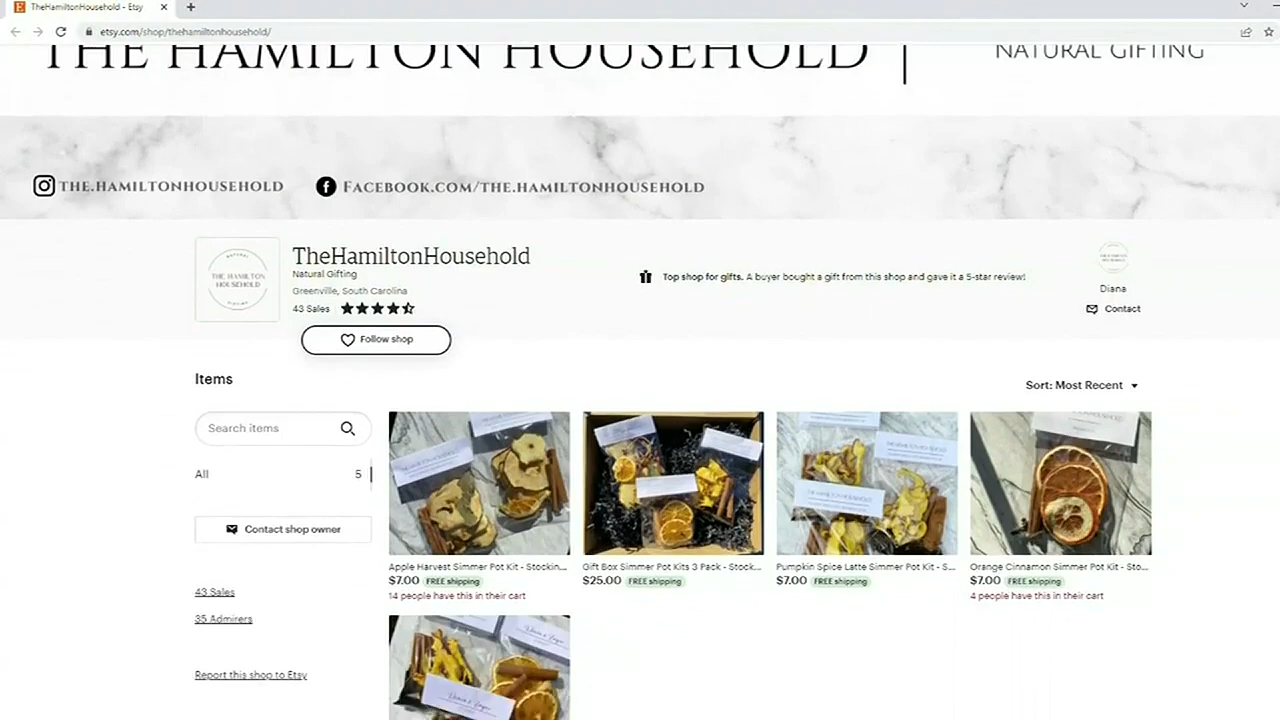 TheHamiltonHousehold - Etsy
etsy.com/shop/thehamiltonhousehold/
THE HAMILTON HOUSEHOLD
NATURAL GIFTING
THE.HAMILTONHOUSEHOLD
FACEBOOK.COM/THE.HAMILTONHOUSEHOLD
THE HAMILTON
HOUSEHOLD
TheHamiltonHousehold
Natural Gifting
Greenville, South Carolina
43 Sales
Follow shop
Top shop for gifts. A buyer bought a gift from this shop and gave it a 5-star review!
Diana
Contact
Items
Sort: Most Recent
Search items
All 5
Contact shop owner
43 Sales
35 Admirers
Report this shop to Etsy
Apple Harvest Simmer Pot Kit - Stockin...
$7.00 FREE shipping
14 people have this in their cart
Gift Box Simmer Pot Kits 3 Pack - Stock...
$25.00 FREE shipping
Pumpkin Spice Latte Simmer Pot Kit - S...
$7.00 FREE shipping
Orange Cinnamon Simmer Pot Kit - Sto...
$7.00 FREE shipping
4 people have this in their cart